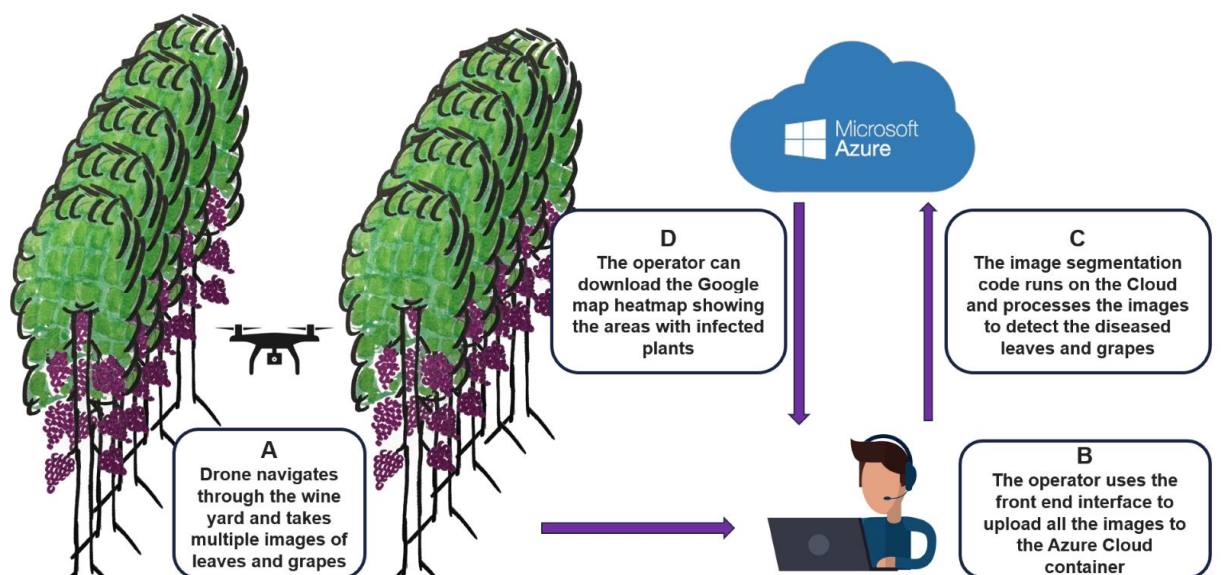 Microsoft
Azure
D
The operator can
download the Google
map heatmap showing
the areas with infected
plants
C
The image segmentation
code runs on the Cloud
and processes the images
to detect the diseased
leaves and grapes
A
Drone navigates
through the wine
yard and takes
multiple images of
leaves and grapes
B
The operator uses the
front end interface to
upload all the images to
the Azure Cloud
container